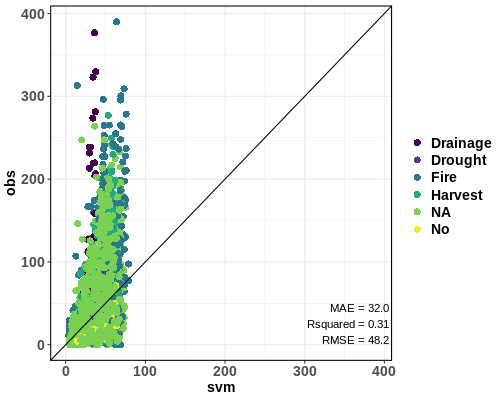 400
300
200
100
0
obs
0
100
200
300
400
svm
MAE = 32.0
Rsquared = 0.31
RMSE = 48.2
Drainage
Drought
Fire
Harvest
NA
No